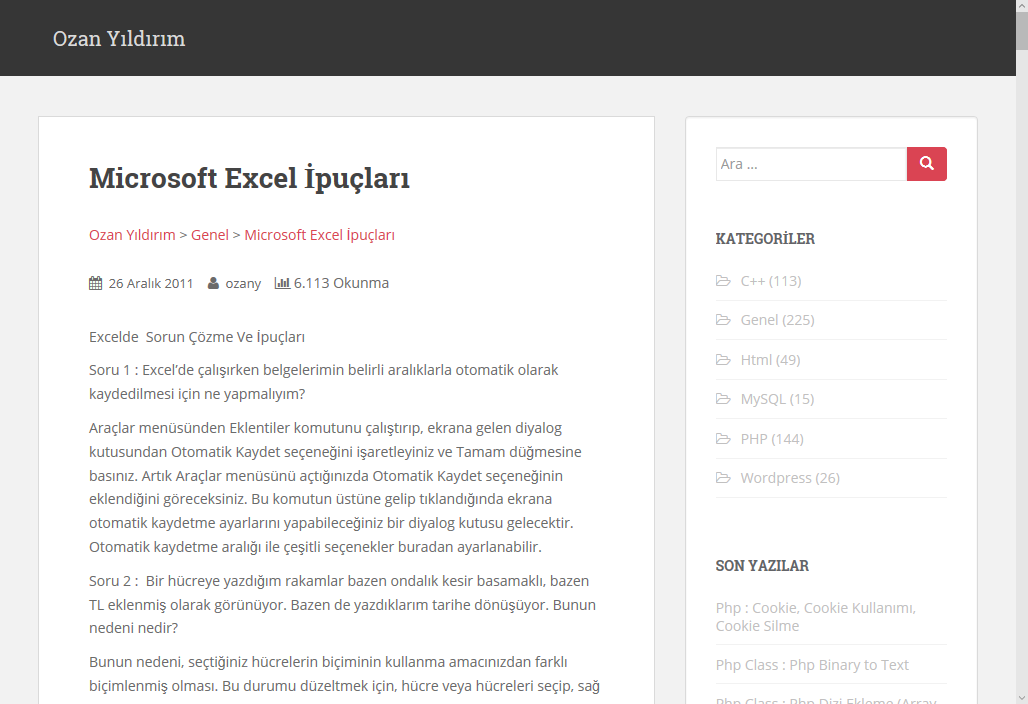 Ozan Yıldırım
Microsoft Excel İpuçları
Ozan Yıldırım > Genel > Microsoft Excel İpuçları
26 Aralık 2011 ozany 6.113 Okunma
Excelde  Sorun Çözme Ve İpuçları
Soru 1 : Excel’de çalışırken belgelerimin belirli aralıklarla otomatik olarak
kaydedilmesi için ne yapmalıyım?
Araçlar menüsünden Eklentiler komutunu çalıştırıp, ekrana gelen diyalog
kutusundan Otomatik Kaydet seçeneğini işaretleyiniz ve Tamam düğmesine
basınız. Artık Araçlar menüsünü açtığınızda Otomatik Kaydet seçeneğinin
eklendiğini göreceksiniz. Bu komutun üstüne gelip tıklandığında ekrana
otomatik kaydetme ayarlarını yapabileceğiniz bir diyalog kutusu gelecektir.
Otomatik kaydetme aralığı ile çeşitli seçenekler buradan ayarlanabilir.
Soru 2 :  Bir hücreye yazdığım rakamlar bazen ondalık kesir basamaklı, bazen
TL eklenmiş olarak görünüyor. Bazen de yazdıklarım tarihe dönüşüyor. Bunun
nedeni nedir?
Bunun nedeni, seçtiğiniz hücrelerin biçiminin kullanma amacınızdan farklı
biçimlenmiş olması. Bu durumu düzeltmek için, hücre veya hücreleri seçip, sağ
Ara …
KATEGORİLER
C++ (113)
Genel (225)
Html (49)
MySQL (15)
PHP (144)
Wordpress (26)
SON YAZILAR
Php : Cookie, Cookie Kullanımı,
Cookie Silme
Php Class : Php Binary to Text
Php Class : Php Dizi Ekleme (Array